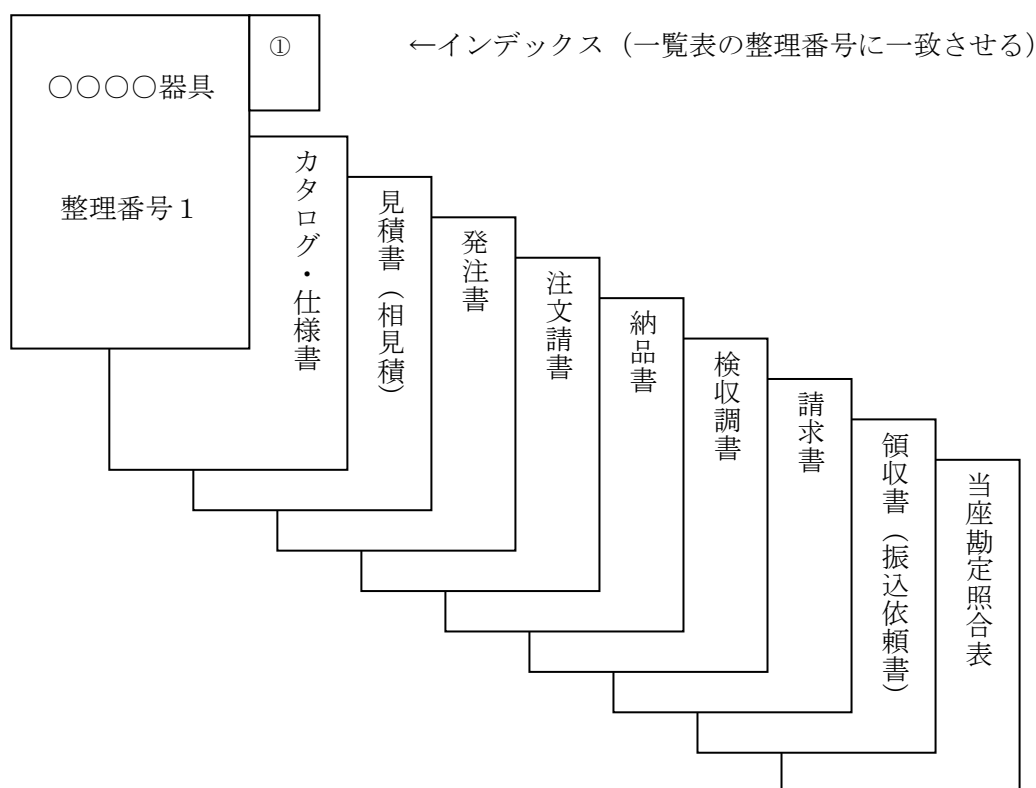 ①
←インデックス（一覧表の整理番号に一致させる）
○○○○器具
整理番号１
カタログ・仕様書
見積書（相見積）
発注書
注文請書
納品書
検収調書
請求書
領収書（振込依頼書）
当座勘定照合表